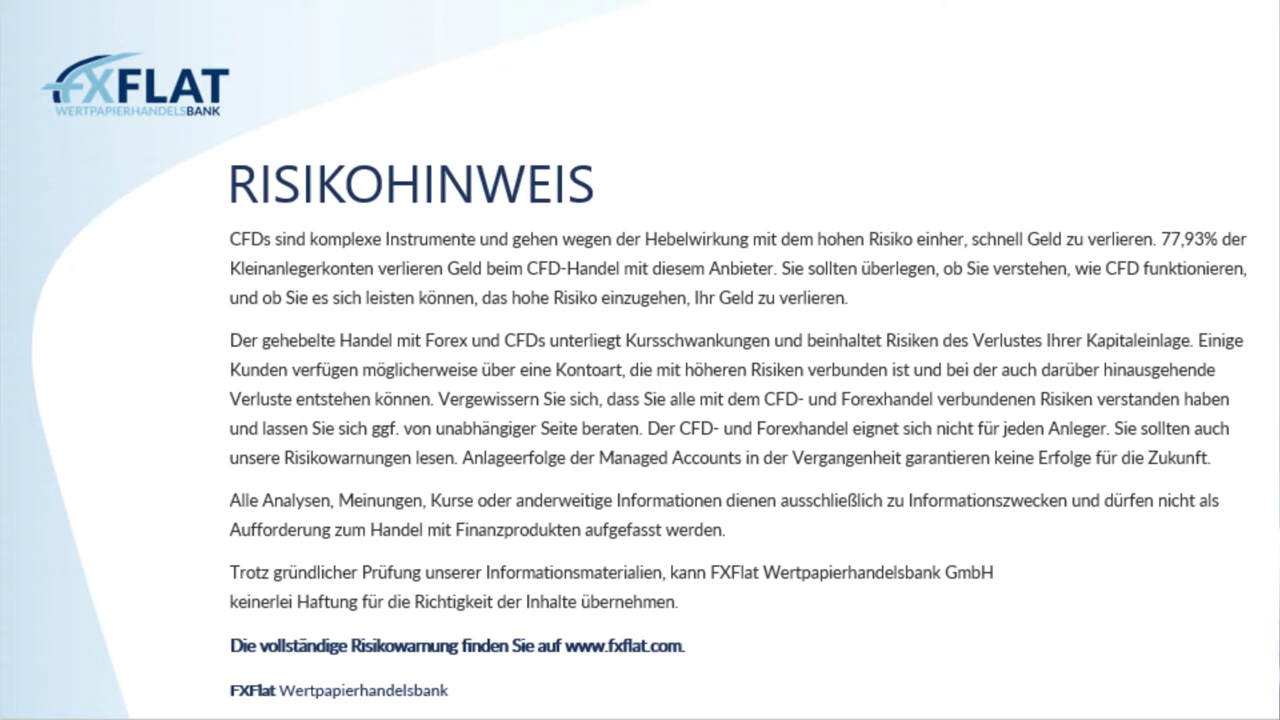 FXFLAT
WERTPAPIERHANDELSBANK
RISIKOHINWEIS
CFDs sind komplexe Instrumente und gehen wegen der Hebelwirkung mit dem hohen Risiko einher, schnell Geld zu verlieren. 77,93% der
Kleinanlegerkonten verlieren Geld beim CFD-Handel mit diesem Anbieter. Sie sollten überlegen, ob Sie verstehen, wie CFD funktionieren,
und ob Sie es sich leisten können, das hohe Risiko einzugehen, Ihr Geld zu verlieren.
Der gehebelte Handel mit Forex und CFDs unterliegt Kursschwankungen und beinhaltet Risiken des Verlustes Ihrer Kapitaleinlage. Einige
Kunden verfügen möglicherweise über eine Kontoart, die mit höheren Risiken verbunden ist und bei der auch darüber hinausgehende
Verluste entstehen können. Vergewissern Sie sich, dass Sie alle mit dem CFD- und Forexhandel verbundenen Risiken verstanden haben
und lassen Sie sich ggf. von unabhängiger Seite beraten. Der CFD- und Forexhandel eignet sich nicht für jeden Anleger. Sie sollten auch
unsere Risikowarnungen lesen. Anlageerfolge der Managed Accounts in der Vergangenheit garantieren keine Erfolge für die Zukunft.
Alle Analysen, Meinungen, Kurse oder anderweitige Informationen dienen ausschließlich zu Informationszwecken und dürfen nicht als
Aufforderung zum Handel mit Finanzprodukten aufgefasst werden.
Trotz gründlicher Prüfung unserer Informationsmaterialien, kann FXFlat Wertpapierhandelsbank GmbH
keinerlei Haftung für die Richtigkeit der Inhalte übernehmen.
Die vollständige Risikowarnung finden Sie auf www.fxflat.com.
FXFlat Wertpapierhandelsbank